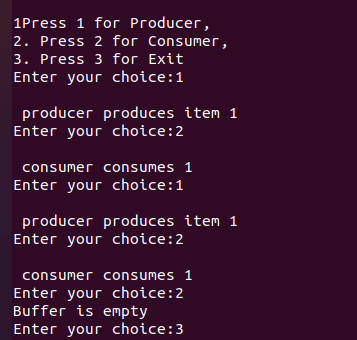 1Press 1 for Producer,
2. Press 2 for Consumer,
3. Press 3 for Exit
Enter your choice:1
producer produces item 1
Enter your choice:2
consumer consumes 1
Enter your choice:1
producer produces item 1
Enter your choice:2
consumer consumes 1
Enter your choice:2
Buffer is empty
Enter your choice:3